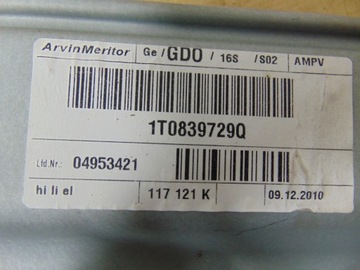 ArvinMeritor Ge / GDO / 16S / S02 AMPV
1T0839729Q
Lfd.Nr.: 04953421
hi li el 117 121 K 09.12.2010